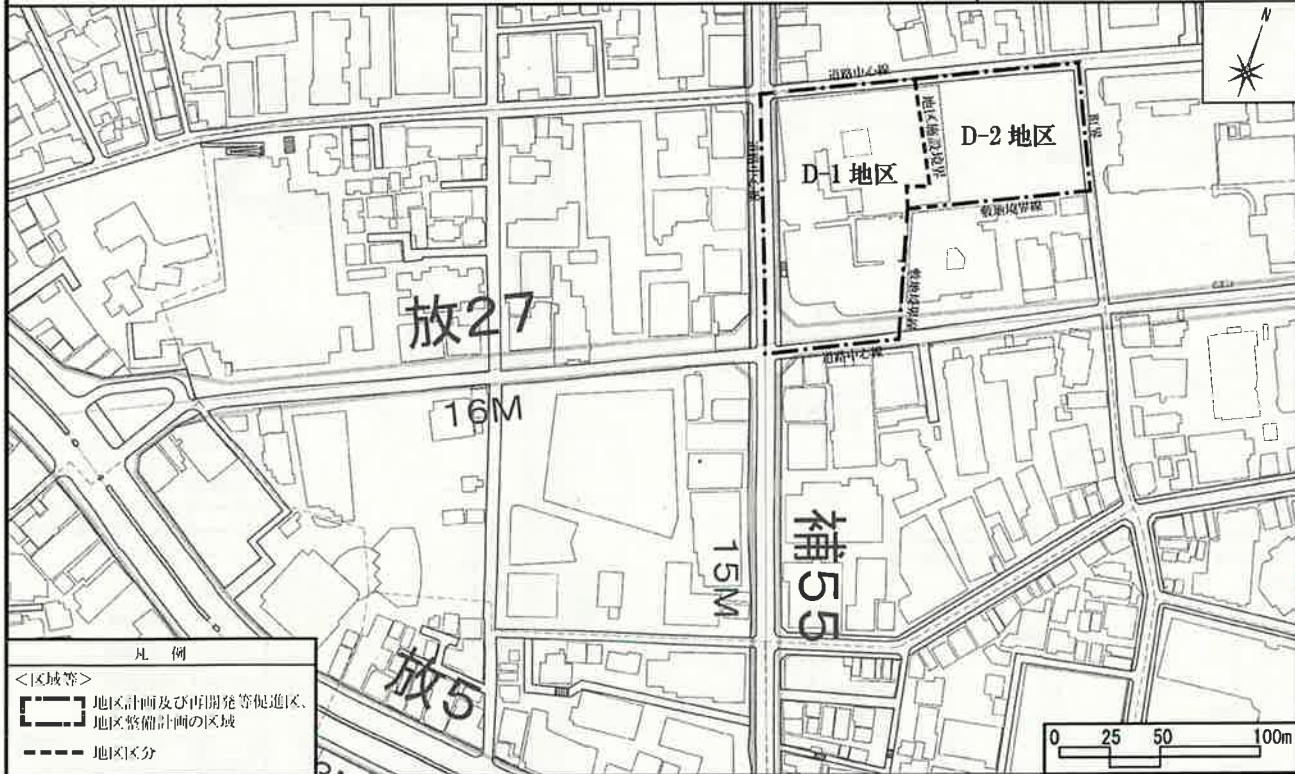 N
道路中心線
地区施設境界
D-2 地区
D-1 地区
道路中心線
敷地境界線
敷地境界線
道路中心線
放27
16M
15M
補55
放5
凡 例
<区域等>
地区計画及び再開発等促進区、
地区整備計画の区域
地区区分
0 25 50 100m